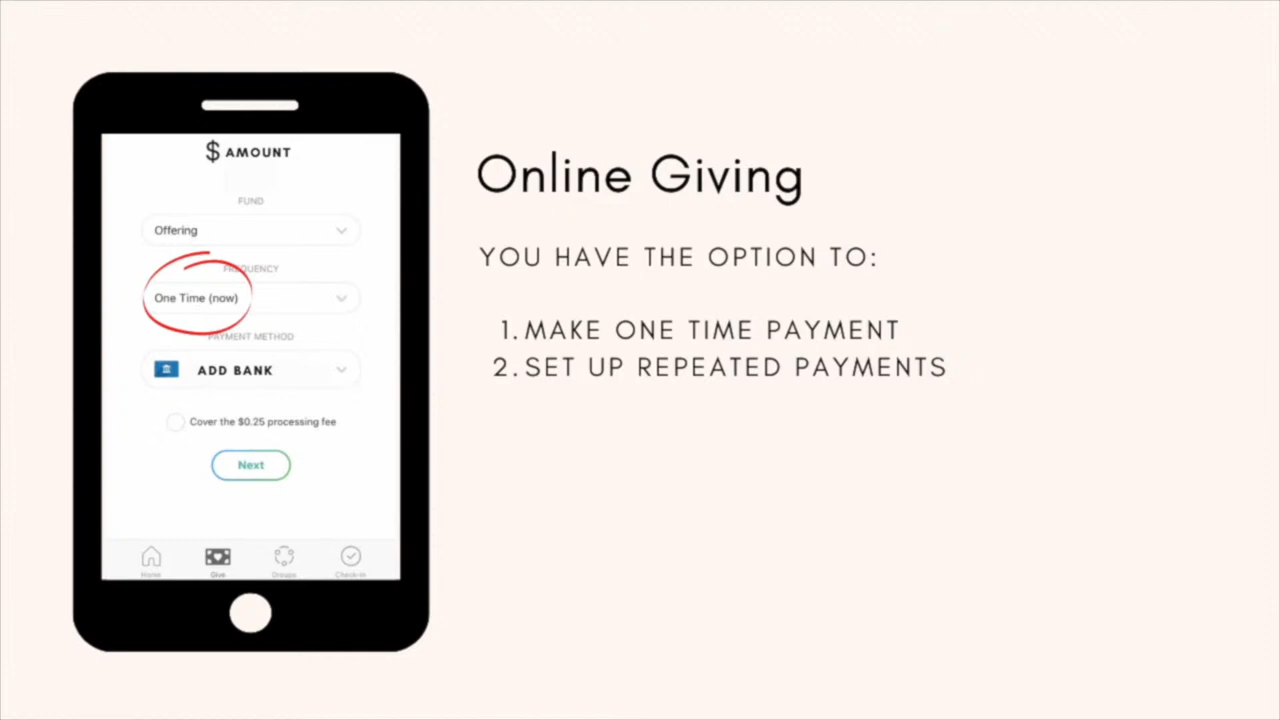 $ AMOUNT
FUND
Offering
FREQUENCY
One Time (now)
PAYMENT METHOD
ADD BANK
Cover the $0.25 processing fee
Next
Home Give Groups Check-In
Online Giving
YOU HAVE THE OPTION TO:
1. MAKE ONE TIME PAYMENT
2. SET UP REPEATED PAYMENTS